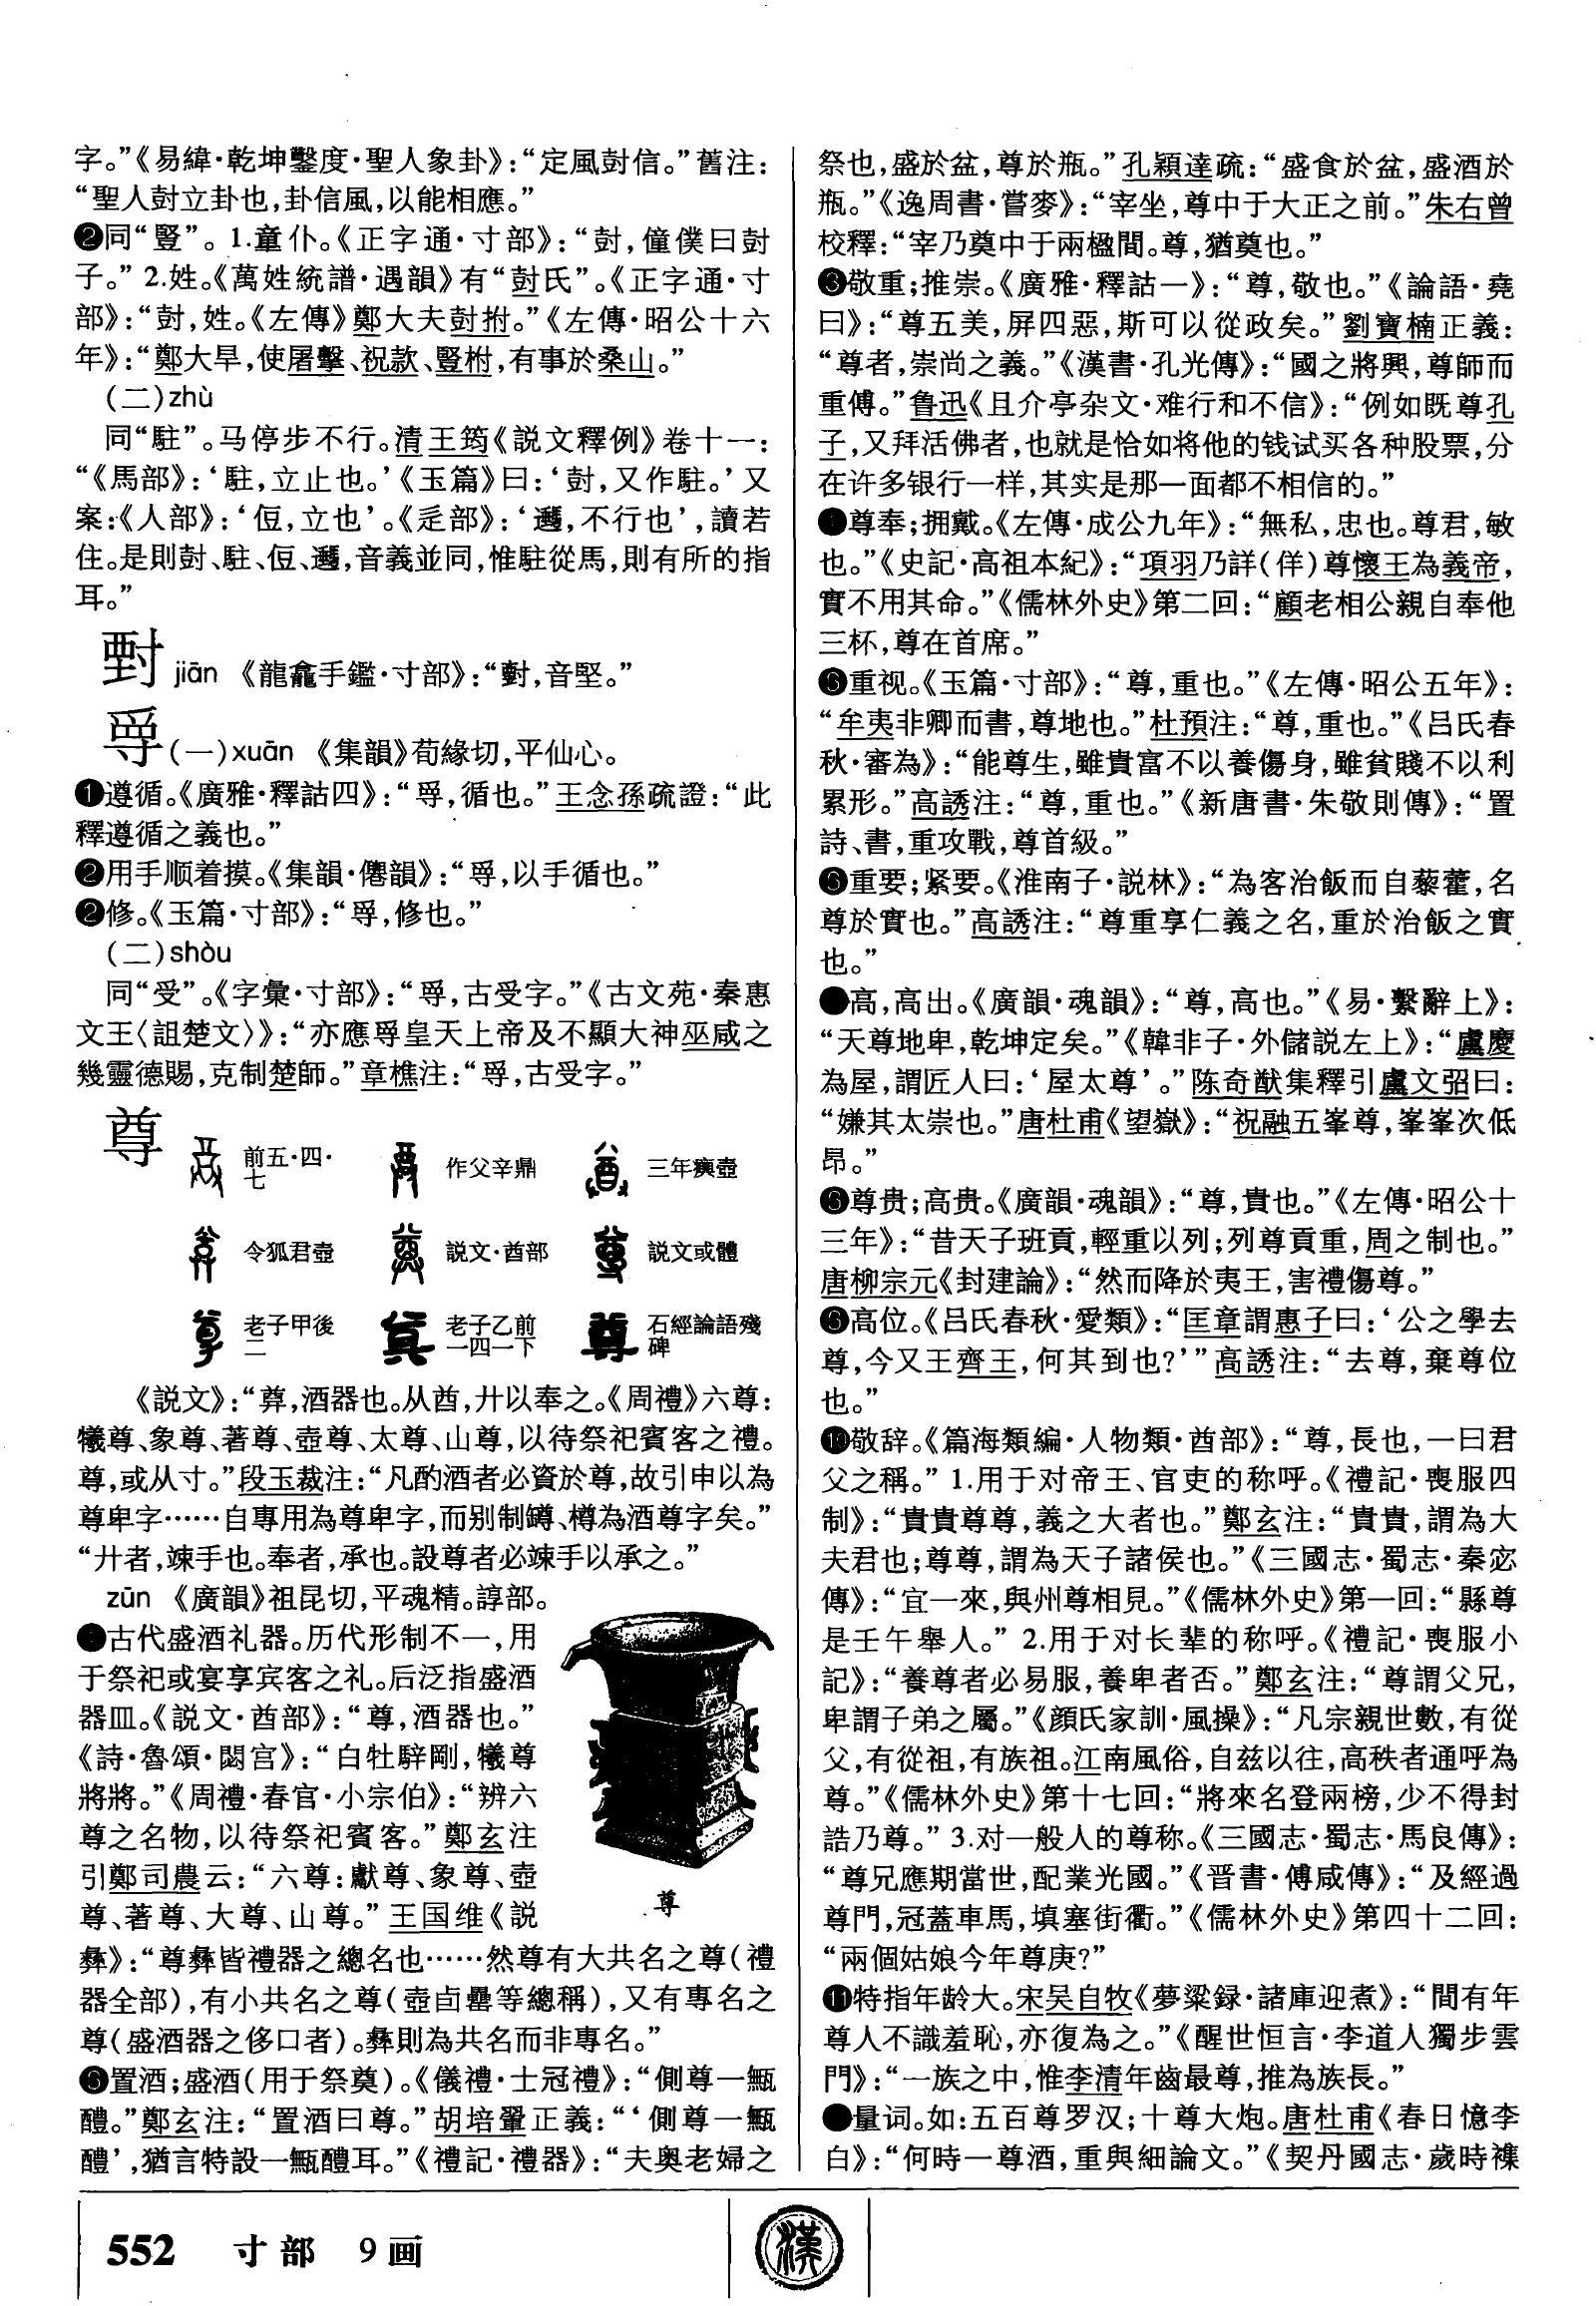 字。”《易緯·乾坤鑿度·聖人象卦》：“定風尌信。”舊注：
“聖人尌立卦也，卦信風，以能相應。”
❷同“豎”。1.童仆。《正字通·寸部》：“尌，僮僕曰尌
子。”2.姓。《萬姓統譜·遇韻》有“尌氏”。《正字通·寸
部》：“尌，姓。《左傳》鄭大夫尌拊。”《左傳·昭公十六
年》：“鄭大旱，使屠擊、祝款、豎柎，有事於桑山。”
（二）zhù
同“駐”。马停步不行。清王筠《説文釋例》卷十一：
“《馬部》：‘駐，立止也。’《玉篇》曰：‘尌，又作駐。’又
案：《人部》：‘侸，立也’。《辵部》：‘，不行也’，讀若
住。是則尌、駐、侸、，音義並同，惟駐從馬，則有所的指
耳。”
jiān 《龍龕手鑑·寸部》：“，音堅。”
㝊（一）xuān 《集韻》荀緣切，平仙心。
❶遵循。《廣雅·釋詁四》：“㝊，循也。”王念孫疏證：“此
釋遵循之義也。”
❷用手顺着摸。《集韻·僊韻》：“㝊，以手循也。”
❷修。《玉篇·寸部》：“㝊，修也。”
（二）shòu
同“受”。《字彙·寸部》：“㝊，古受字。”《古文苑·秦惠
文王〈詛楚文〉》：“亦應㝊皇天上帝及不顯大神巫咸之
幾靈德賜，克制楚師。”章樵注：“㝊，古受字。”
尊
前五·四·七 作父辛鼎 三年𤼈壺
令狐君壺 説文·酋部 説文或體
老子甲後二 老子乙前一四一下 石經論語殘碑
《説文》：“𢍜，酒器也。从酋，廾以奉之。《周禮》六尊：
犧尊、象尊、著尊、壺尊、太尊、山尊，以待祭祀賓客之禮。
尊，或从寸。”段玉裁注：“凡酌酒者必資於尊，故引申以為
尊卑字……自專用為尊卑字，而别制罇、樽為酒尊字矣。”
“廾者，竦手也。奉者，承也。設尊者必竦手以承之。”
zūn 《廣韻》祖昆切，平魂精。諄部。
古代盛酒礼器。历代形制不一，用
于祭祀或宴享宾客之礼。后泛指盛酒
器皿。《説文·酋部》：“尊，酒器也。”
《詩·魯頌·閟宫》：“白牡騂剛，犧尊
將將。”《周禮·春官·小宗伯》：“辨六
尊之名物，以待祭祀賓客。”鄭玄注
引鄭司農云：“六尊：獻尊、象尊、壺
尊、著尊、大尊、山尊。”王国维《説
尊
彝》：“尊彝皆禮器之總名也……然尊有大共名之尊（禮
器全部），有小共名之尊（壺卣罍等總稱），又有專名之
尊（盛酒器之侈口者）。彝則為共名而非專名。”
置酒；盛酒（用于祭奠）。《儀禮·士冠禮》：“側尊一甒
醴。”鄭玄注：“置酒曰尊。”胡培翬正義：“‘側尊一甒
醴’，猶言特設一甒醴耳。”《禮記·禮器》：“夫奥老婦之
祭也，盛於盆，尊於瓶。”孔穎達疏：“盛食於盆，盛酒於
瓶。”《逸周書·嘗麥》：“宰坐，尊中于大正之前。”朱右曾
校釋：“宰乃奠中于兩楹間。尊，猶奠也。”
❸敬重；推崇。《廣雅·釋詁一》：“尊，敬也。”《論語·堯
曰》：“尊五美，屏四惡，斯可以從政矣。”劉寶楠正義：
“尊者，崇尚之義。”《漢書·孔光傳》：“國之將興，尊師而
重傅。”鲁迅《且介亭杂文·难行和不信》：“例如既尊孔
子，又拜活佛者，也就是恰如将他的钱试买各种股票，分
在许多银行一样，其实是那一面都不相信的。”
尊奉；拥戴。《左傳·成公九年》：“無私，忠也。尊君，敏
也。”《史記·高祖本紀》：“項羽乃詳（佯）尊懷王為義帝，
實不用其命。”《儒林外史》第二回：“顧老相公親自奉他
三杯，尊在首席。”
❺重视。《玉篇·寸部》：“尊，重也。”《左傳·昭公五年》：
“牟夷非卿而書，尊地也。”杜預注：“尊，重也。”《吕氏春
秋·審為》：“能尊生，雖貴富不以養傷身，雖貧賤不以利
累形。”高誘注：“尊，重也。”《新唐書·朱敬則傳》：“置
詩、書，重攻戰，尊首級。”
❻重要；紧要。《淮南子·説林》：“為客治飯而自藜藿，名
尊於實也。”高誘注：“尊重享仁義之名，重於治飯之實
也。”
高，高出。《廣韻·魂韻》：“尊，高也。”《易·繫辭上》：
“天尊地卑，乾坤定矣。”《韓非子·外儲説左上》：“虞慶
為屋，謂匠人曰：‘屋太尊’。”陈奇猷集釋引盧文弨曰：
“嫌其太崇也。”唐杜甫《望嶽》：“祝融五峯尊，峯峯次低
昂。”
尊贵；高贵。《廣韻·魂韻》：“尊，貴也。”《左傳·昭公十
三年》：“昔天子班貢，輕重以列；列尊貢重，周之制也。”
唐柳宗元《封建論》：“然而降於夷王，害禮傷尊。”
高位。《吕氏春秋·愛類》：“匡章謂惠子曰：‘公之學去
尊，今又王齊王，何其到也？’”高誘注：“去尊，棄尊位
也。”
❿敬辞。《篇海類編·人物類·酋部》：“尊，長也，一曰君
父之稱。”1.用于对帝王、官吏的称呼。《禮記·喪服四
制》：“貴貴尊尊，義之大者也。”鄭玄注：“貴貴，謂為大
夫君也；尊尊，謂為天子諸侯也。”《三國志·蜀志·秦宓
傳》：“宜一來，與州尊相見。”《儒林外史》第一回：“縣尊
是壬午舉人。”2.用于对长辈的称呼。《禮記·喪服小
記》：“養尊者必易服，養卑者否。”鄭玄注：“尊謂父兄，
卑謂子弟之屬。”《顔氏家訓·風操》：“凡宗親世數，有從
父，有從祖，有族祖。江南風俗，自兹以往，高秩者通呼為
尊。”《儒林外史》第十七回：“將來名登兩榜，少不得封
誥乃尊。”3.对一般人的尊称。《三國志·蜀志·馬良傳》：
“尊兄應期當世，配業光國。”《晋書·傅咸傳》：“及經過
尊門，冠蓋車馬，填塞街衢。”《儒林外史》第四十二回：
“兩個姑娘今年尊庚？”
⓫特指年龄大。宋吴自牧《夢粱録·諸庫迎煮》：“間有年
尊人不識羞恥，亦復為之。”《醒世恒言·李道人獨步雲
門》：“一族之中，惟李清年齒最尊，推為族長。”
量词。如：五百尊罗汉；十尊大炮。唐杜甫《春日憶李
白》：“何時一尊酒，重與細論文。”《契丹國志·歲時襍
552 寸部 9画
漢